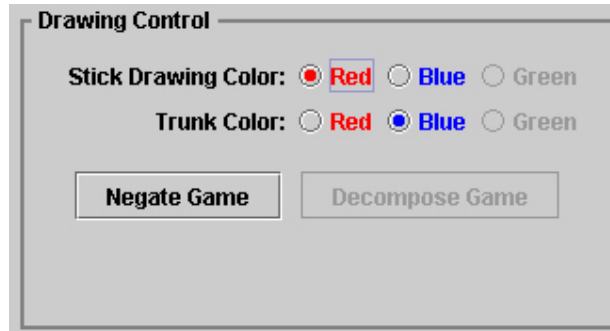 Drawing Control
Stick Drawing Color: Red Blue Green
Trunk Color: Red Blue Green
Negate Game Decompose Game